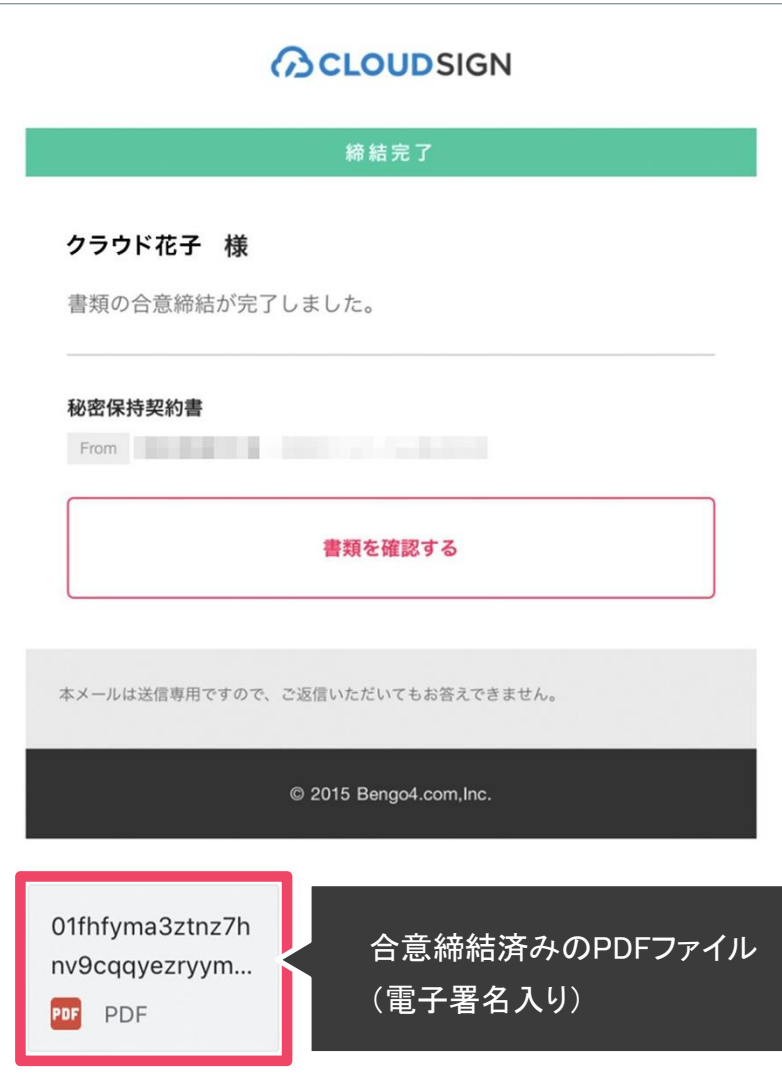 CLOUDSIGN
締結完了
クラウド花子 様
書類の合意締結が完了しました。
秘密保持契約書
From
書類を確認する
本メールは送信専用ですので、ご返信いただいてもお答えできません。
© 2015 Bengo4.com,Inc.
01fhfyma3ztnz7h
nv9cqqyezryym...
PDF PDF
合意締結済みのPDFファイル
（電子署名入り）